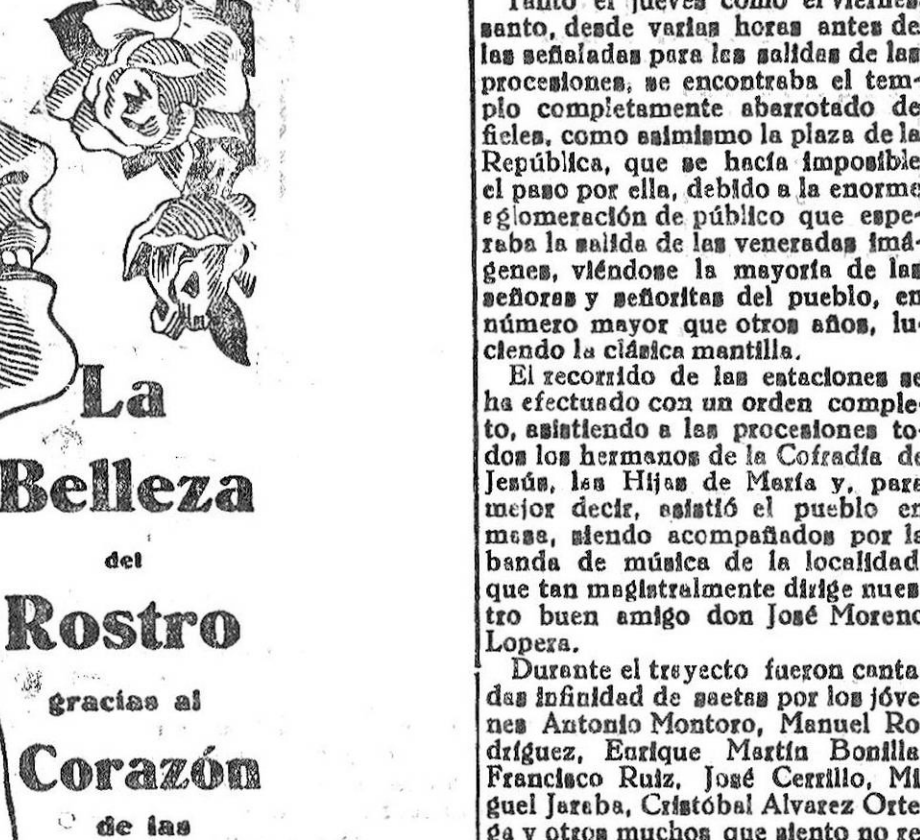 La
Belleza
del
Rostro
gracias al
Corazón
de las
Tanto el jueves como el viernes
santo, desde varias horas antes de
las señaladas para las salidas de las
procesiones, se encontraba el tem-
plo completamente abarrotado de
fieles, como asimismo la plaza de la
República, que se hacía imposible
el paso por ella, debido a la enorme
aglomeración de público que espe-
raba la salida de las veneradas imá-
genes, viéndose la mayoría de las
señoras y señoritas del pueblo, en
número mayor que otros años, lu-
ciendo la clásica mantilla.
El recorrido de las estaciones se
ha efectuado con un orden comple-
to, asistiendo a las procesiones to-
dos los hermanos de la Cofradía de
Jesús, las Hijas de María y, para
mejor decir, asistió el pueblo en
masa, siendo acompañados por la
banda de música de la localidad
que tan magistralmente dirige nues
tro buen amigo don José Moreno
Lopera.
Durante el trayecto fueron canta
das infinidad de saetas por los jóve
nes Antonio Montoro, Manuel Ro
dríguez, Enrique Martín Bonilla
Francisco Ruiz, José Cerrillo, Mi
guel Jaraba, Cristóbal Alvarez Orte
ga y otros muchos que siento no re